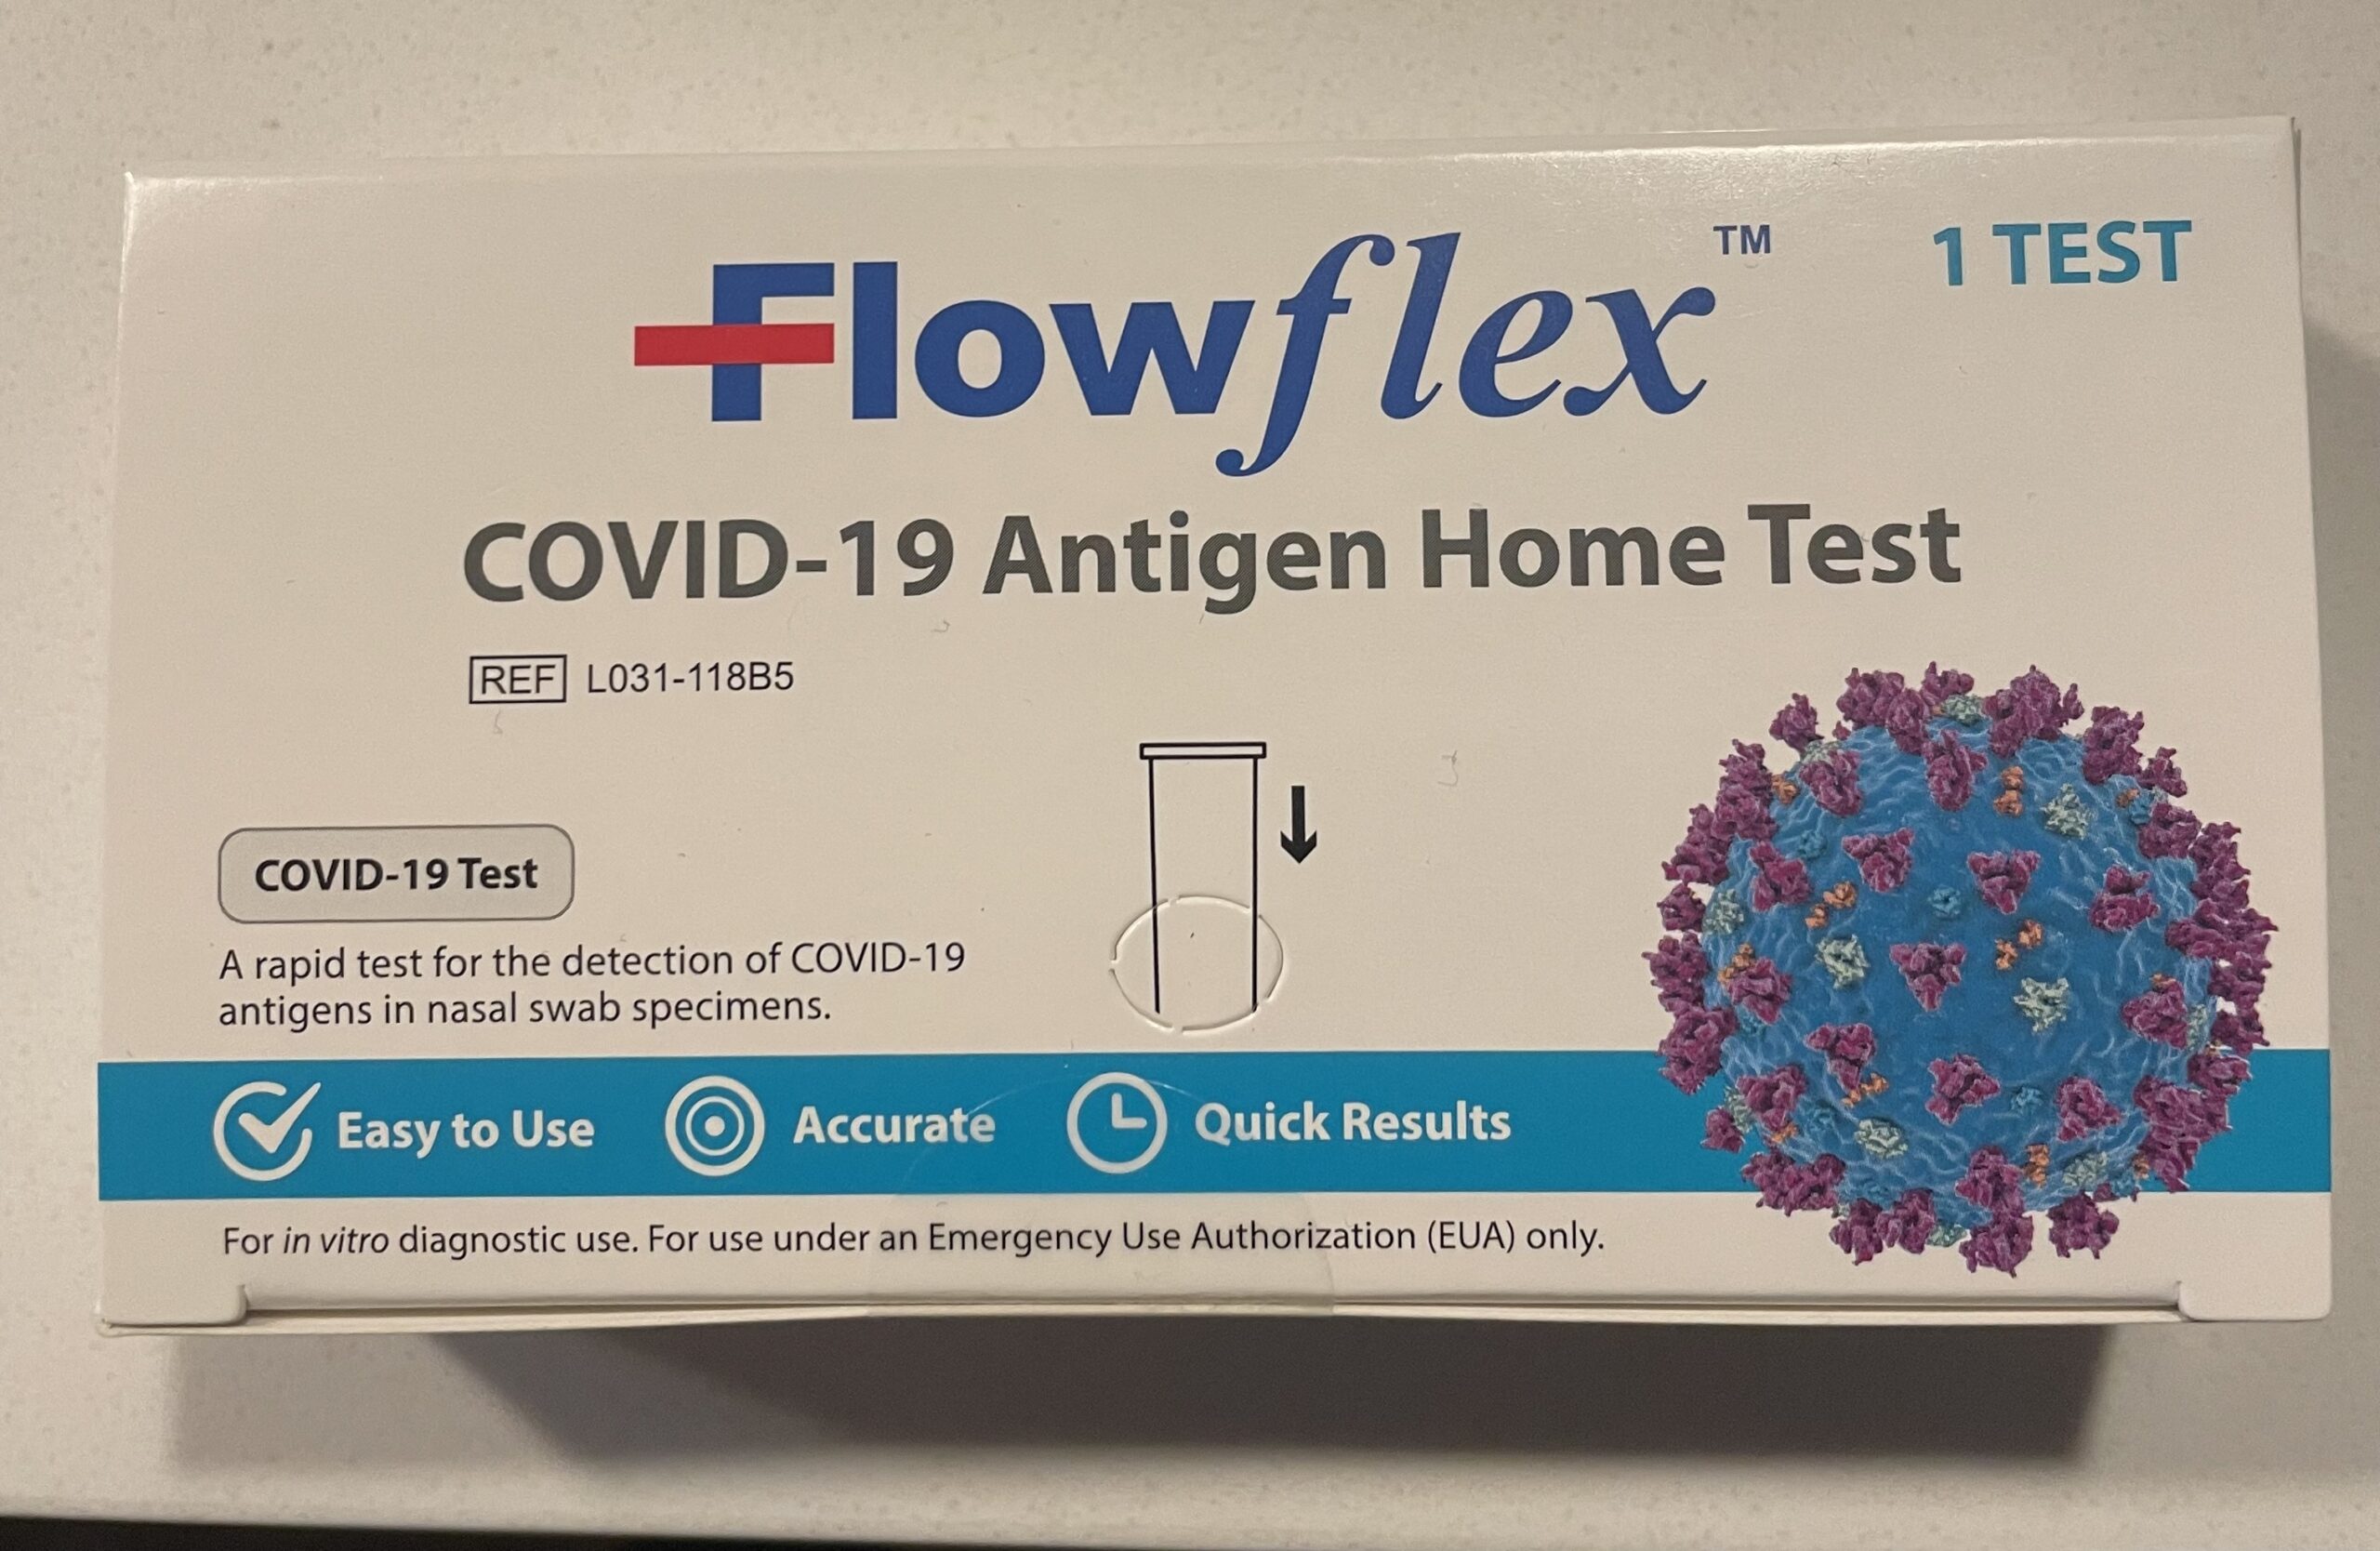 Flowflex™
1 TEST
COVID-19 Antigen Home Test
REF L031-118B5
COVID-19 Test
A rapid test for the detection of COVID-19
antigens in nasal swab specimens.
Easy to Use Accurate Quick Results
For in vitro diagnostic use. For use under an Emergency Use Authorization (EUA) only.